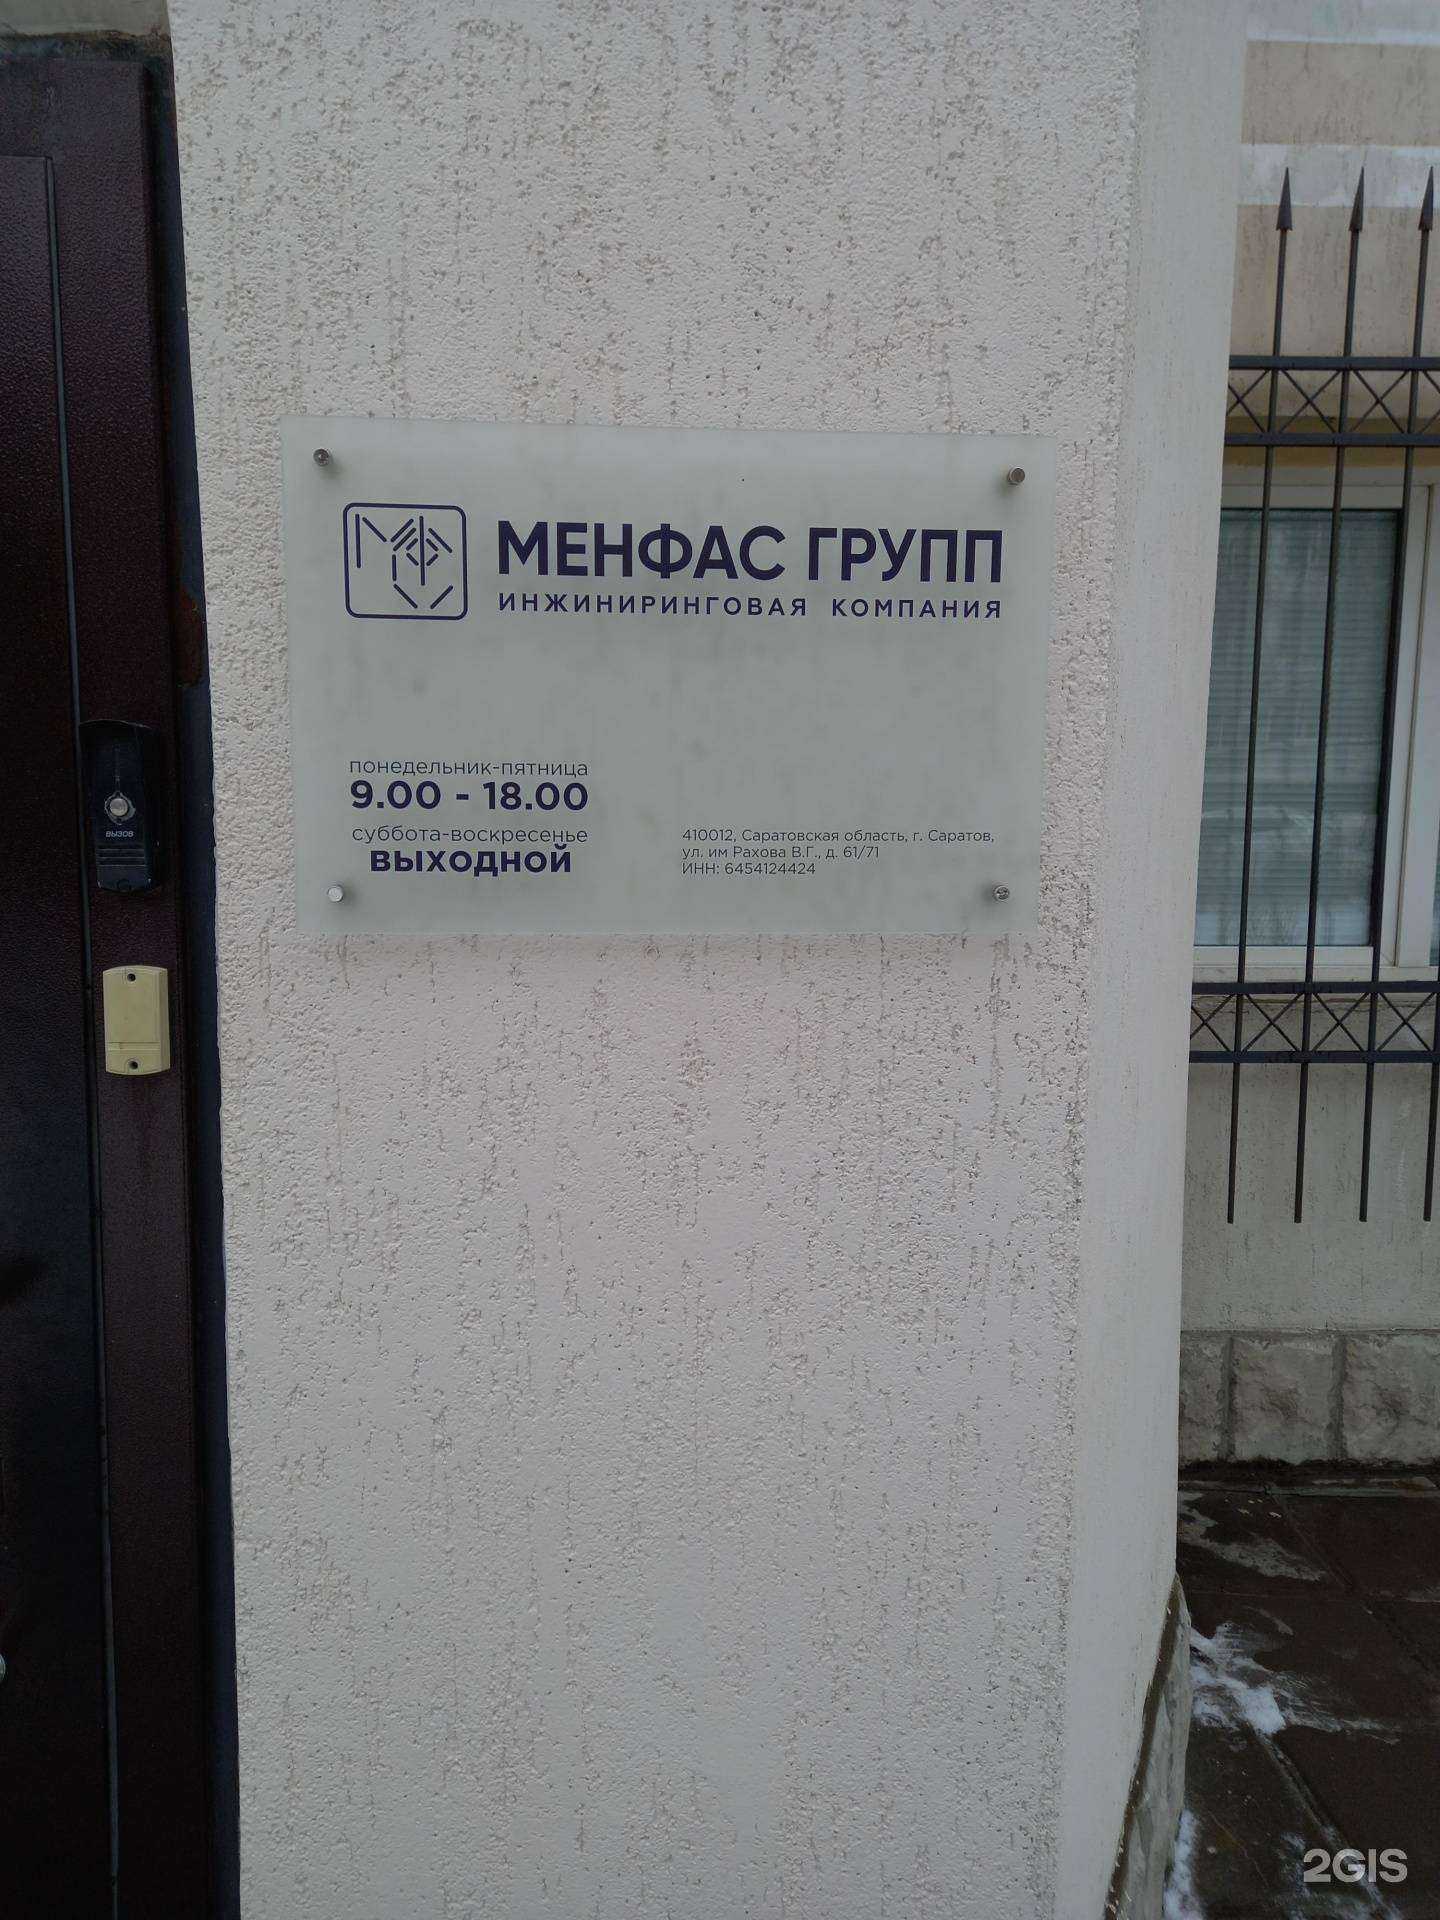 МЕНФАС ГРУПП
ИНЖИНИРИНГОВАЯ КОМПАНИЯ
понедельник-пятница
9.00 - 18.00
суббота-воскресенье
ВЫХОДНОЙ
410012, Саратовская область, г. Саратов,
ул. им Рахова В.Г., д. 61/71
ИНН: 6454124424
ВЫЗОВ
2GIS